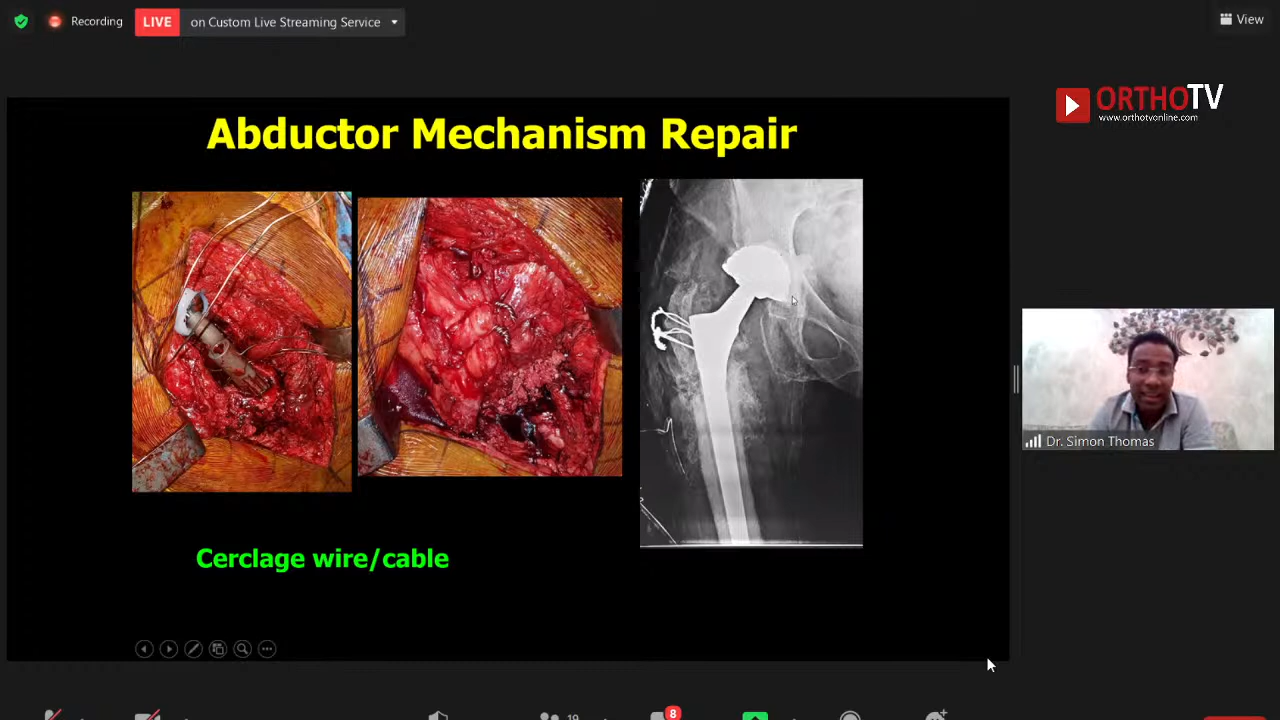 Recording
LIVE
on Custom Live Streaming Service
View
ORTHOTV
www.orthotvonline.com
Abductor Mechanism Repair
Dr. Simon Thomas
Cerclage wire/cable
19
8